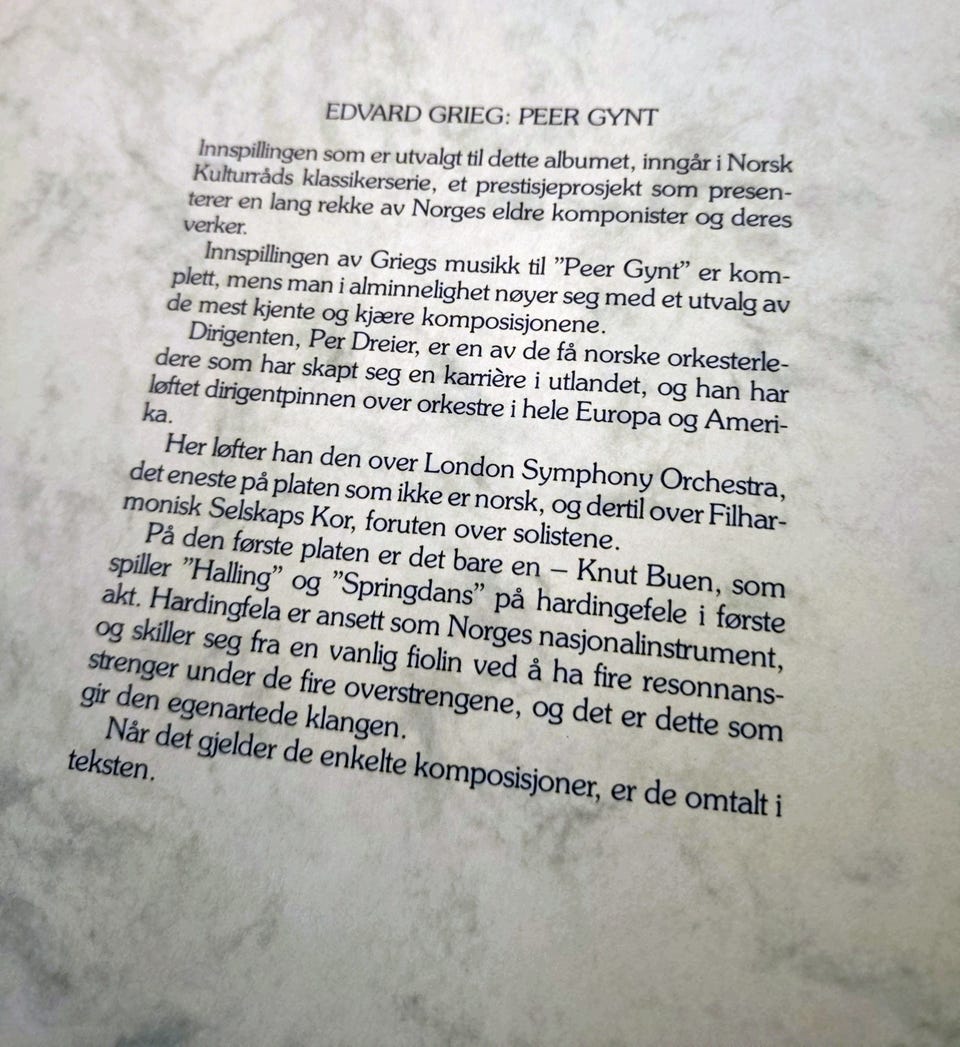 EDVARD GRIEG: PEER GYNT
Innspillingen som er utvalgt til dette albumet, inngår i Norsk
Kulturråds klassikerserie, et prestisjeprosjekt som presen-
terer en lang rekke av Norges eldre komponister og deres
verker.
Innspillingen av Griegs musikk til ”Peer Gynt” er kom-
plett, mens man i alminnelighet nøyer seg med et utvalg av
de mest kjente og kjære komposisjonene.
Dirigenten, Per Dreier, er en av de få norske orkesterle-
dere som har skapt seg en karrière i utlandet, og han har
løftet dirigentpinnen over orkestre i hele Europa og Ameri-
ka.
Her løfter han den over London Symphony Orchestra,
det eneste på platen som ikke er norsk, og dertil over Filhar-
monisk Selskaps Kor, foruten over solistene.
På den første platen er det bare en – Knut Buen, som
spiller ”Halling” og ”Springdans” på hardingefele i første
akt. Hardingfela er ansett som Norges nasjonalinstrument,
og skiller seg fra en vanlig fiolin ved å ha fire resonnans-
strenger under de fire overstrengene, og det er dette som
gir den egenartede klangen.
Når det gjelder de enkelte komposisjoner, er de omtalt i
teksten.